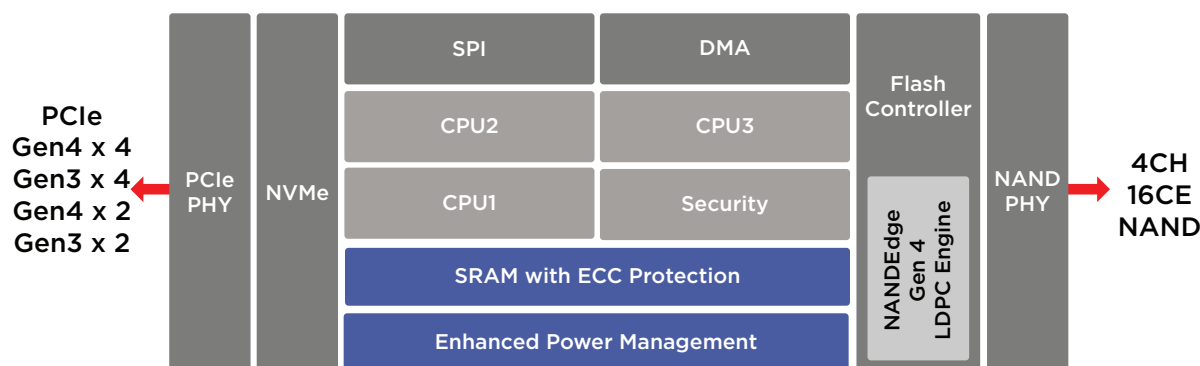 PCIe
Gen4 x 4
Gen3 x 4
Gen4 x 2
Gen3 x 2
PCIe
PHY
NVMe
SPI
DMA
CPU2
CPU3
CPU1
Security
SRAM with ECC Protection
Enhanced Power Management
Flash
Controller
NANDEdge
Gen 4
LDPC Engine
NAND
PHY
4CH
16CE
NAND